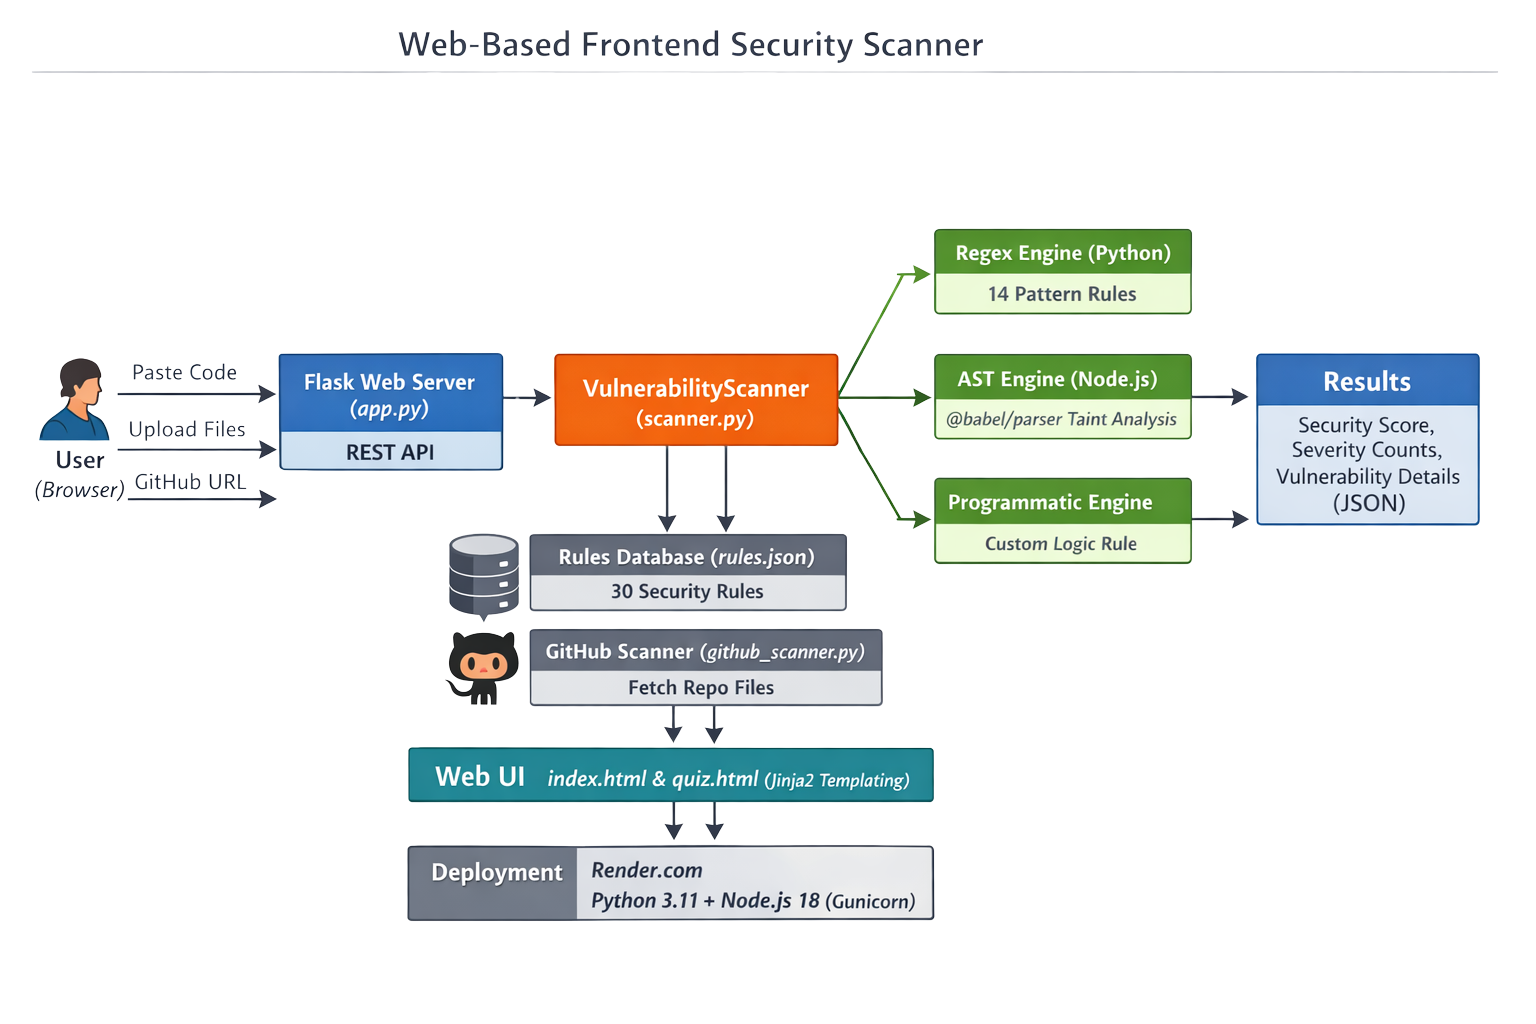 Web-Based Frontend Security Scanner
Paste Code
Upload Files
GitHub URL
User
(Browser)
Flask Web Server
(app.py)
REST API
VulnerabilityScanner
(scanner.py)
Regex Engine (Python)
14 Pattern Rules
AST Engine (Node.js)
@babel/parser Taint Analysis
Programmatic Engine
Custom Logic Rule
Results
Security Score,
Severity Counts,
Vulnerability Details
(JSON)
Rules Database (rules.json)
30 Security Rules
GitHub Scanner (github_scanner.py)
Fetch Repo Files
Web UI index.html & quiz.html (Jinja2 Templating)
Deployment
Render.com
Python 3.11 + Node.js 18 (Gunicorn)